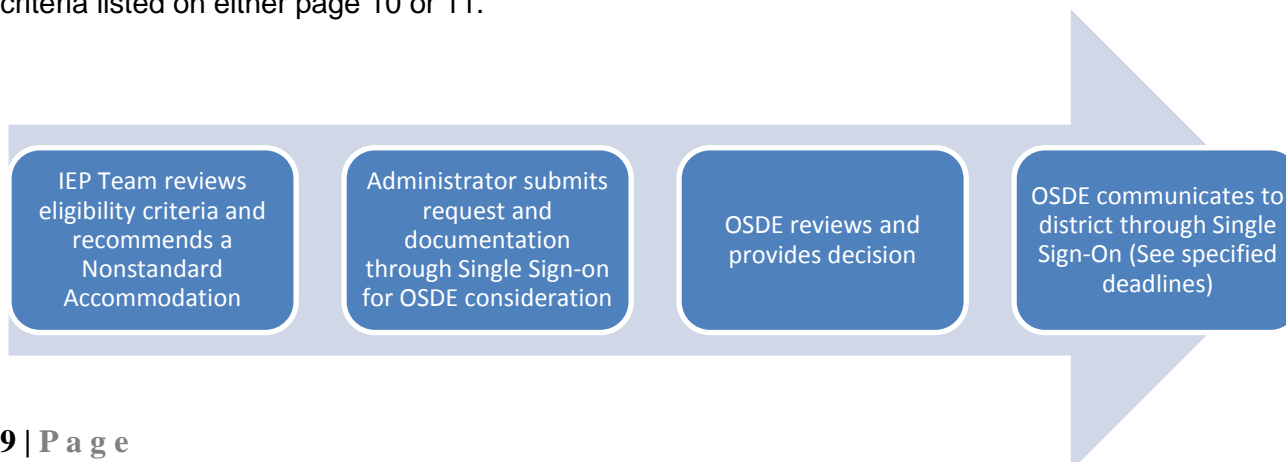 criteria listed on either page 10 or 11.
IEP Team reviews
eligibility criteria and
recommends a
Nonstandard
Accommodation
Administrator submits
request and
documentation
through Single Sign-on
for OSDE consideration
OSDE reviews and
provides decision
OSDE communicates to
district through Single
Sign-On (See specified
deadlines)
9 | P a g e